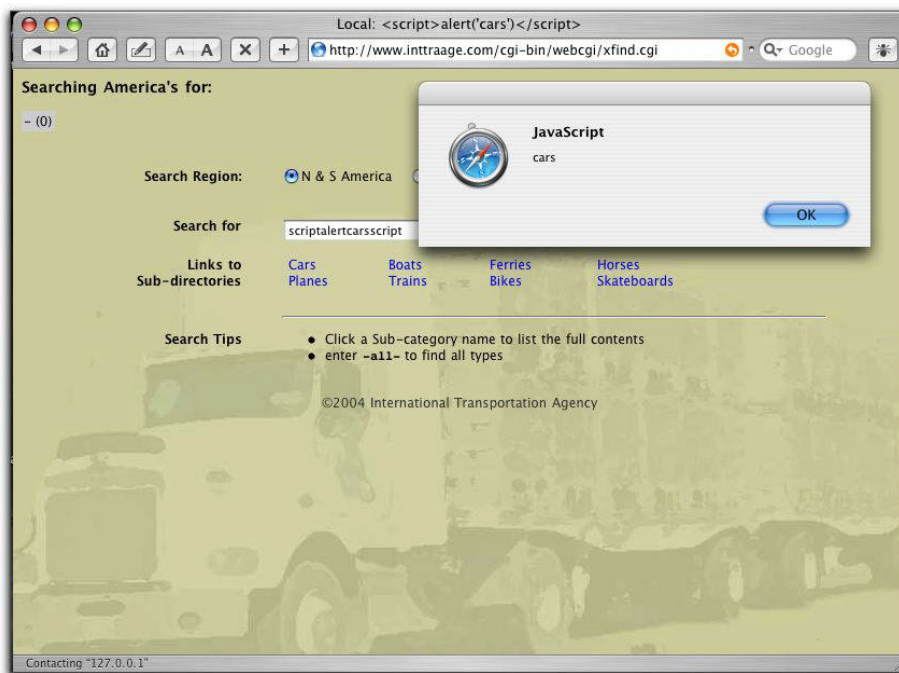 Local: <script>alert('cars')</script>
A A
http://www.inttraage.com/cgi-bin/webcgi/xfind.cgi
Google
Searching America's for:
- (0)
JavaScript
cars
OK
Search Region: N & S America
Search for scriptalertcarsscript
Links to Cars Boats Ferries Horses
Sub-directories Planes Trains Bikes Skateboards
Search Tips • Click a Sub-category name to list the full contents
• enter -all- to find all types
©2004 International Transportation Agency
Contacting "127.0.0.1"